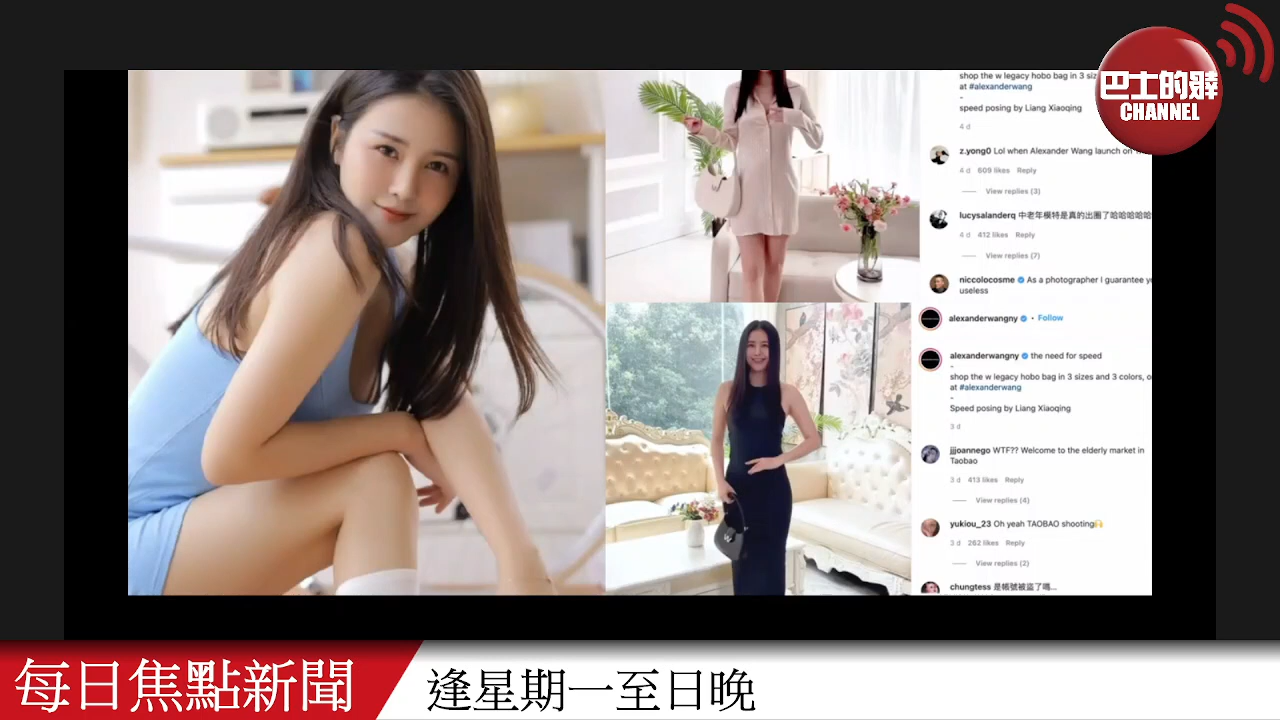 巴士的報
CHANNEL
shop the w legacy hobo bag in 3 siz
at #alexanderwang
-
speed posing by Liang Xiaoqing
4 d
z.yong0 Lol when Alexander Wang launch on
4 d 609 likes Reply
View replies (3)
lucysalanderq 中老年模特是真的出圈了哈哈哈哈哈
4 d 412 likes Reply
View replies (7)
niccolocosme As a photographer I guarantee y
useless
alexanderwangny • Follow
alexanderwangny the need for speed
-
shop the w legacy hobo bag in 3 sizes and 3 colors, o
at #alexanderwang
-
Speed posing by Liang Xiaoqing
3 d
jjjoannego WTF?? Welcome to the elderly market in
Taobao
3 d 413 likes Reply
View replies (4)
yukiou_23 Oh yeah TAOBAO shooting🙌
3 d 262 likes Reply
View replies (2)
chungtess 是帳號被盜了嗎...
每日焦點新聞
逢星期一至日晚